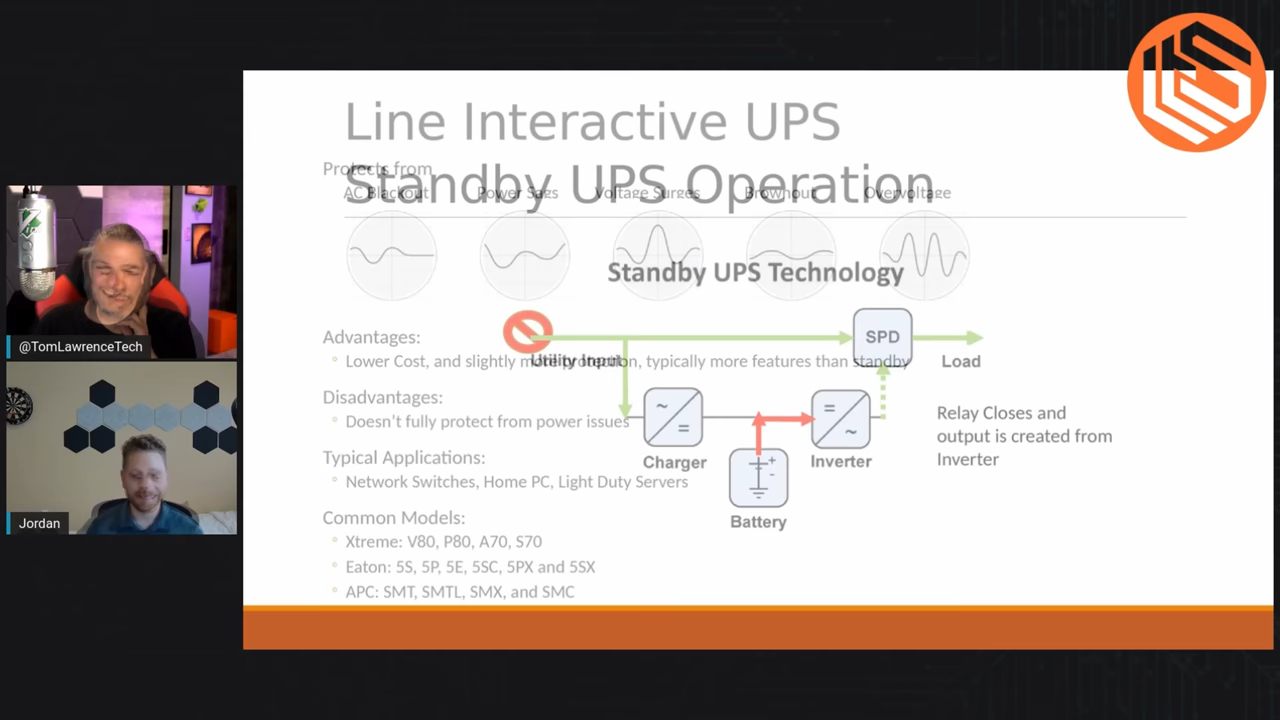 Line Interactive UPS
Standby UPS Operation
Protects from
AC Blackout Power Sags Voltage Surges Brownout Overvoltage
Standby UPS Technology
Advantages:
SPD
Utility Input
Lower Cost, and slightly more protection, typically more features than standby
Load
Disadvantages:
Doesn't fully protect from power issues
Relay Closes and
output is created from
Inverter
Charger
Inverter
Typical Applications:
Network Switches, Home PC, Light Duty Servers
Battery
Common Models:
Xtreme: V80, P80, A70, S70
Eaton: 5S, 5P, 5E, 5SC, 5PX and 5SX
APC: SMT, SMTL, SMX, and SMC
@TomLawrenceTech
Jordan